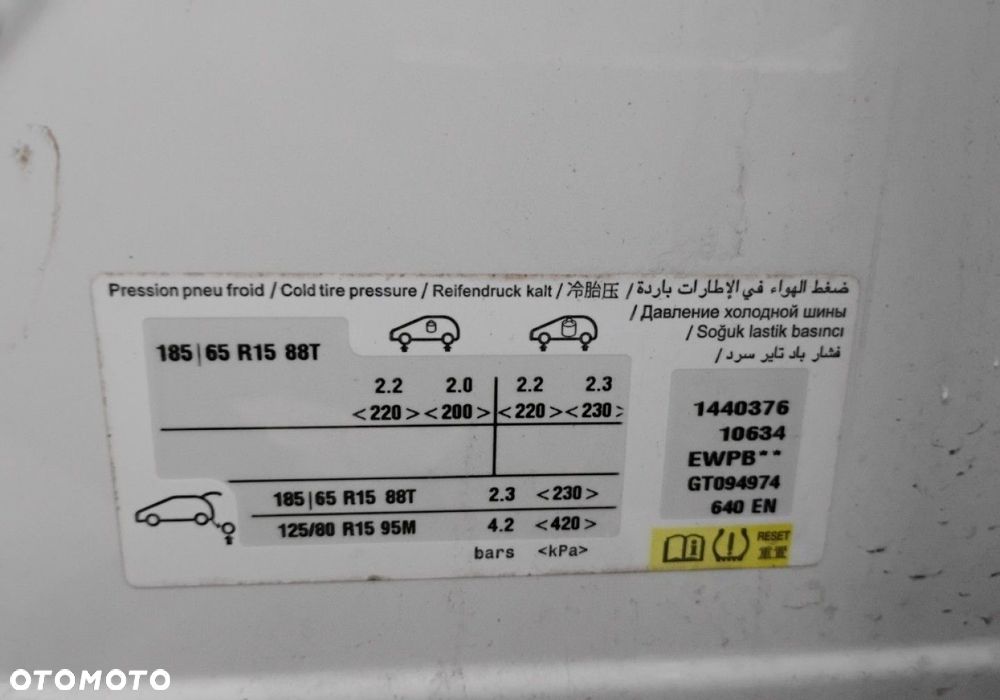 Pression pneu froid / Cold tire pressure / Reifendruck kalt / 冷胎压 / ضغط الهواء في الإطارات باردة
/ Давление холодной шины
/ Soğuk lastik basıncı
/ فشار باد تایر سرد
185|65 R15 88T
2.2 2.0 2.2 2.3
<220> <200> <220> <230>
185|65 R15 88T 2.3 <230>
125/80 R15 95M 4.2 <420>
bars <kPa>
1440376
10634
EWPB**
GT094974
640 EN
RESET
重置
OTOMOTO